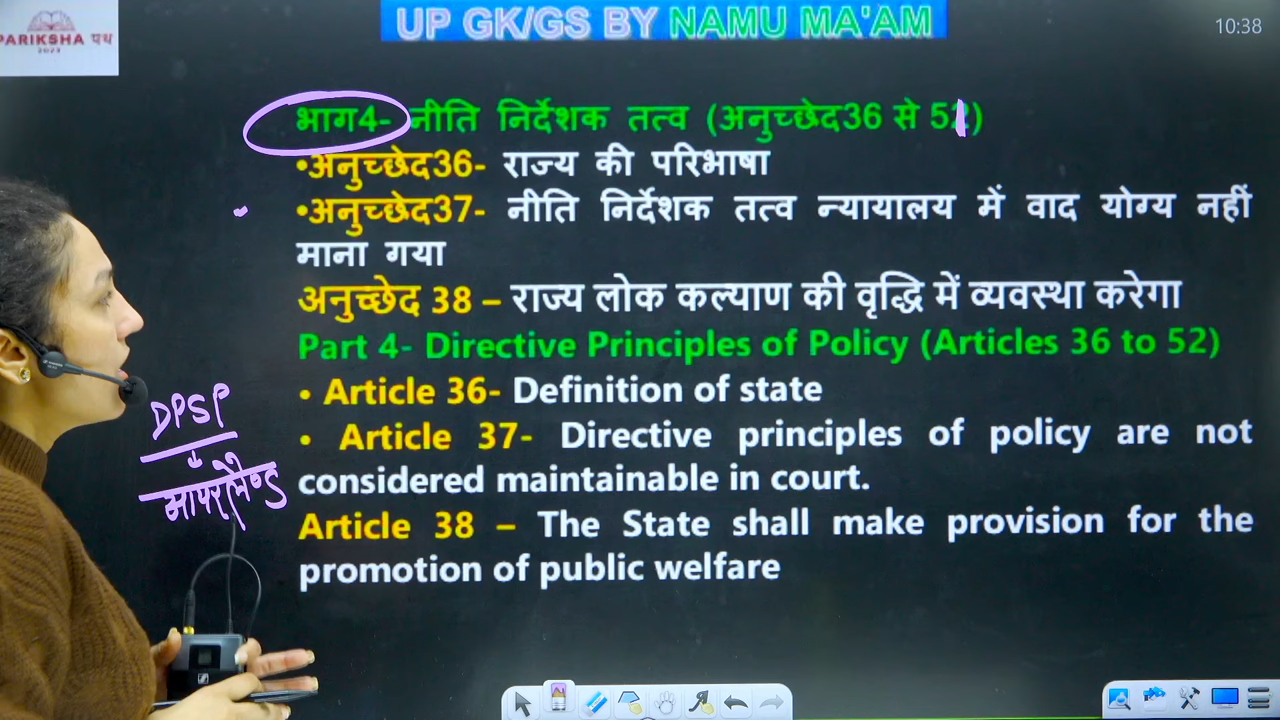 PARIKSHA पथ
2023
UP GK/GS BY NAMU MA'AM
10:38
भाग4- नीति निर्देशक तत्व (अनुच्छेद36 से 51)
•अनुच्छेद36- राज्य की परिभाषा
•अनुच्छेद37- नीति निर्देशक तत्व न्यायालय में वाद योग्य नहीं
माना गया
अनुच्छेद 38 – राज्य लोक कल्याण की वृद्धि में व्यवस्था करेगा
Part 4- Directive Principles of Policy (Articles 36 to 52)
• Article 36- Definition of state
• Article 37- Directive principles of policy are not
considered maintainable in court.
Article 38 – The State shall make provision for the
promotion of public welfare
DPSP